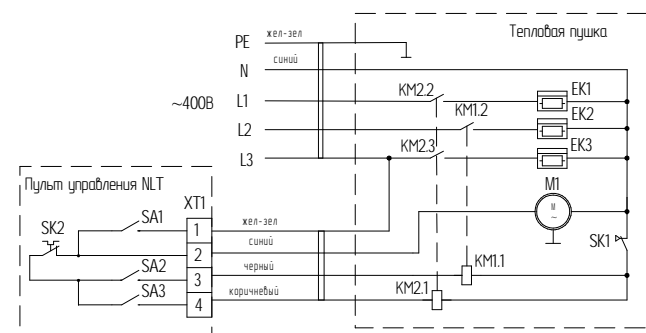 Тепловая пушка
PE
жел-зел
N
синий
~400В
L1
KM2.2
EK1
L2
KM1.2
EK2
L3
KM2.3
EK3
Пульт управления NLT
XT1
M1
M
~
SK2
SA1
1
жел-зел
2
синий
SK1
SA2
3
черный
KM1.1
SA3
4
коричневый
KM2.1